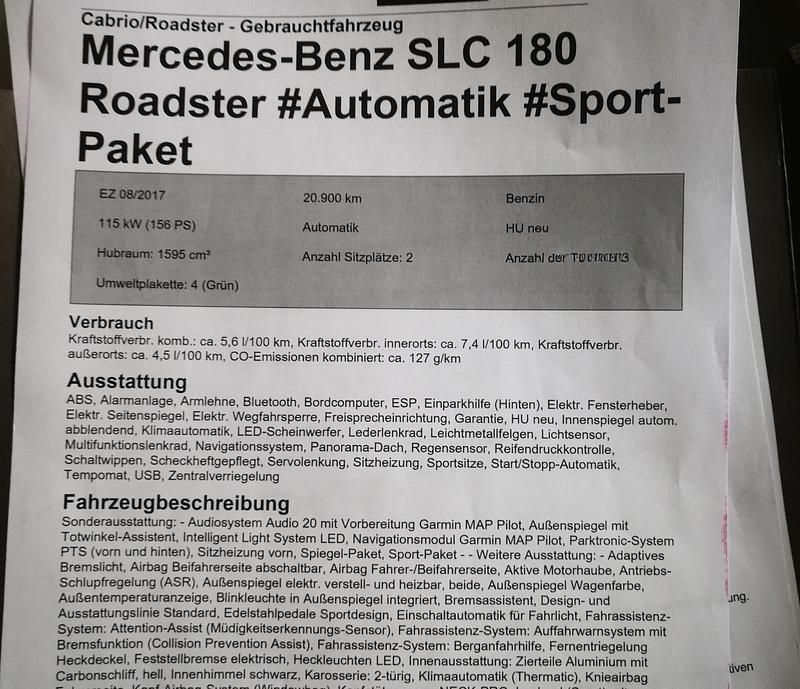 Cabrio/Roadster - Gebrauchtfahrzeug
Mercedes-Benz SLC 180
Roadster #Automatik #Sport-
Paket
EZ 08/2017 20.900 km Benzin
115 kW (156 PS) Automatik HU neu
Hubraum: 1595 cm³ Anzahl Sitzplätze: 2 Anzahl der
Umweltplakette: 4 (Grün)
Verbrauch
Kraftstoffverbr. komb.: ca. 5,6 l/100 km, Kraftstoffverbr. innerorts: ca. 7,4 l/100 km, Kraftstoffverbr.
außerorts: ca. 4,5 l/100 km, CO-Emissionen kombiniert: ca. 127 g/km
Ausstattung
ABS, Alarmanlage, Armlehne, Bluetooth, Bordcomputer, ESP, Einparkhilfe (Hinten), Elektr. Fensterheber,
Elektr. Seitenspiegel, Elektr. Wegfahrsperre, Freisprecheinrichtung, Garantie, HU neu, Innenspiegel autom.
abblendend, Klimaautomatik, LED-Scheinwerfer, Lederlenkrad, Leichtmetallfelgen, Lichtsensor,
Multifunktionslenkrad, Navigationssystem, Panorama-Dach, Regensensor, Reifendruckkontrolle,
Schaltwippen, Scheckheftgepflegt, Servolenkung, Sitzheizung, Sportsitze, Start/Stopp-Automatik,
Tempomat, USB, Zentralverriegelung
Fahrzeugbeschreibung
Sonderausstattung: - Audiosystem Audio 20 mit Vorbereitung Garmin MAP Pilot, Außenspiegel mit
Totwinkel-Assistent, Intelligent Light System LED, Navigationsmodul Garmin MAP Pilot, Parktronic-System
PTS (vorn und hinten), Sitzheizung vorn, Spiegel-Paket, Sport-Paket - - Weitere Ausstattung: - Adaptives
Bremslicht, Airbag Beifahrerseite abschaltbar, Airbag Fahrer-/Beifahrerseite, Aktive Motorhaube, Antriebs-
Schlupfregelung (ASR), Außenspiegel elektr. verstell- und heizbar, beide, Außenspiegel Wagenfarbe,
Außentemperaturanzeige, Blinkleuchte in Außenspiegel integriert, Bremsassistent, Design- und
Ausstattungslinie Standard, Edelstahlpedale Sportdesign, Einschaltautomatik für Fahrlicht, Fahrassistenz-
System: Attention-Assist (Müdigkeitserkennungs-Sensor), Fahrassistenz-System: Auffahrwarnsystem mit
Bremsfunktion (Collision Prevention Assist), Fahrassistenz-System: Berganfahrhilfe, Fernentriegelung
Heckdeckel, Feststellbremse elektrisch, Heckleuchten LED, Innenausstattung: Zierteile Aluminium mit
Carbonschliff, hell, Innenhimmel schwarz, Karosserie: 2-türig, Klimaautomatik (Thermatic), Knieairbag
ung.
tiven